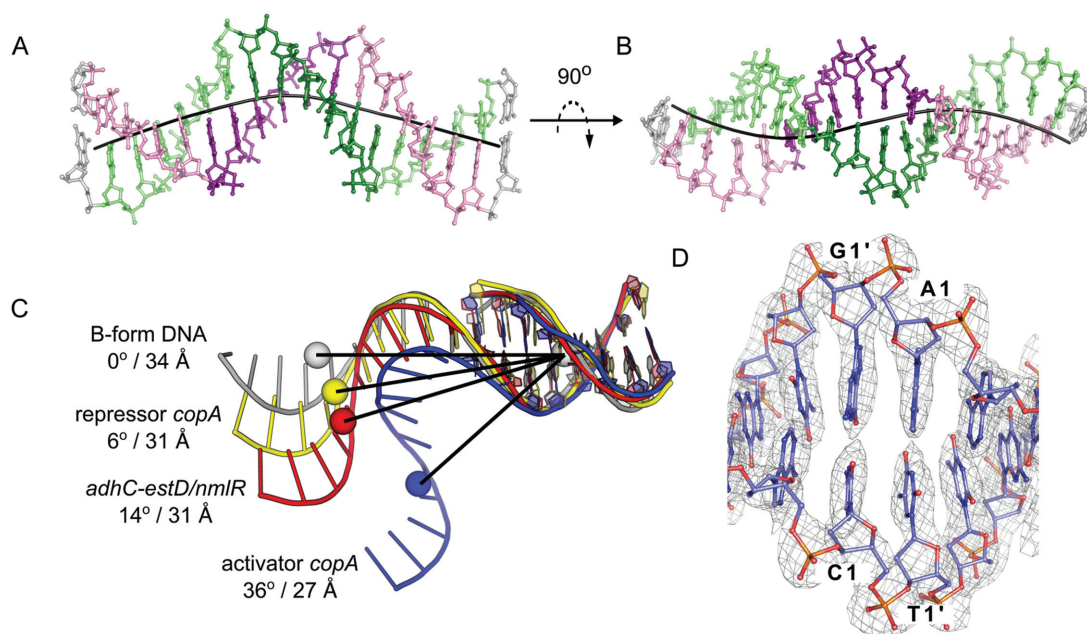 A
90°
B
C
B-form DNA
0° / 34 Å
repressor copA
6° / 31 Å
adhC-estD/nmlR
14° / 31 Å
activator copA
36° / 27 Å
D
G1'
A1
C1
T1'